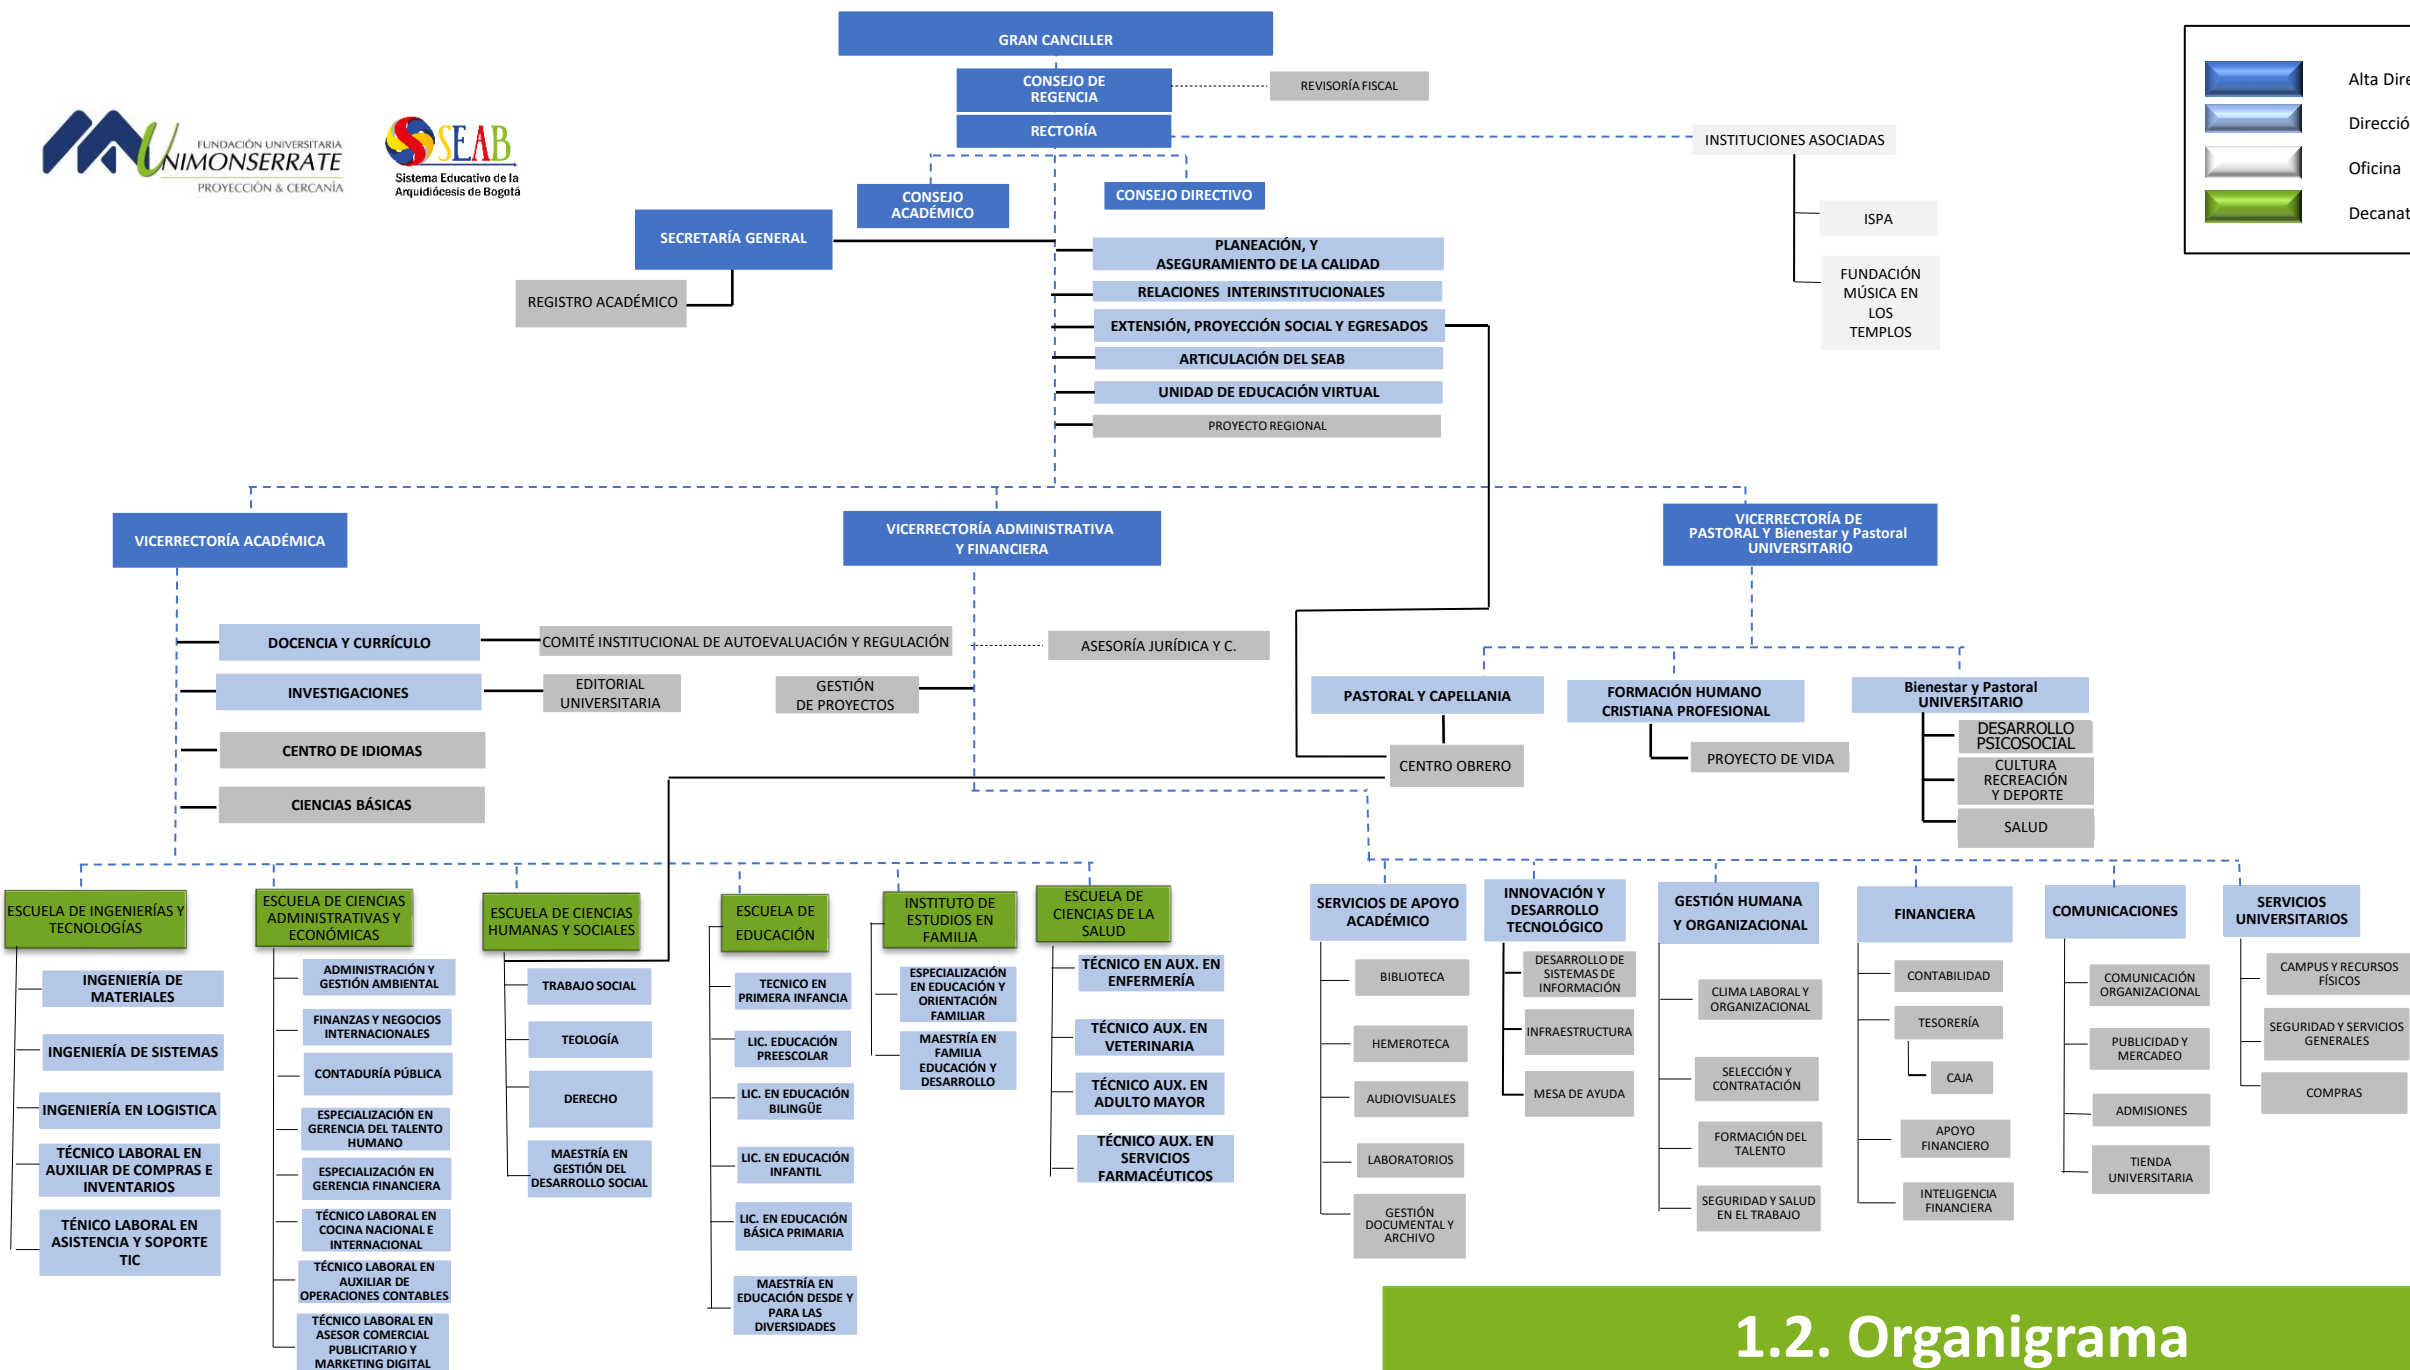 GRAN CANCILLER
CONSEJO DE
REGENCIA
REVISORÍA FISCAL
RECTORÍA
INSTITUCIONES ASOCIADAS
Alta Dire
Direcció
Oficina
Decanat
FUNDACIÓN UNIVERSITARIA
UNIMONSERRATE
PROYECCIÓN & CERCANÍA
SEAB
Sistema Educativo de la
Arquidiócesis de Bogotá
CONSEJO
ACADÉMICO
CONSEJO DIRECTIVO
ISPA
FUNDACIÓN
MÚSICA EN
LOS
TEMPLOS
SECRETARÍA GENERAL
REGISTRO ACADÉMICO
PLANEACIÓN, Y
ASEGURAMIENTO DE LA CALIDAD
RELACIONES INTERINSTITUCIONALES
EXTENSIÓN, PROYECCIÓN SOCIAL Y EGRESADOS
ARTICULACIÓN DEL SEAB
UNIDAD DE EDUCACIÓN VIRTUAL
PROYECTO REGIONAL
VICERRECTORÍA ACADÉMICA
VICERRECTORÍA ADMINISTRATIVA
Y FINANCIERA
VICERRECTORÍA DE
PASTORAL Y Bienestar y Pastoral
UNIVERSITARIO
DOCENCIA Y CURRÍCULO
COMITÉ INSTITUCIONAL DE AUTOEVALUACIÓN Y REGULACIÓN
ASESORÍA JURÍDICA Y C.
INVESTIGACIONES
EDITORIAL
UNIVERSITARIA
GESTIÓN
DE PROYECTOS
CENTRO DE IDIOMAS
CIENCIAS BÁSICAS
PASTORAL Y CAPELLANIA
CENTRO OBRERO
FORMACIÓN HUMANO
CRISTIANA PROFESIONAL
PROYECTO DE VIDA
Bienestar y Pastoral
UNIVERSITARIO
DESARROLLO
PSICOSOCIAL
CULTURA
RECREACIÓN
Y DEPORTE
SALUD
ESCUELA DE INGENIERÍAS Y
TECNOLOGÍAS
INGENIERÍA DE
MATERIALES
INGENIERÍA DE SISTEMAS
INGENIERÍA EN LOGISTICA
TÉCNICO LABORAL EN
AUXILIAR DE COMPRAS E
INVENTARIOS
TÉNICO LABORAL EN
ASISTENCIA Y SOPORTE
TIC
ESCUELA DE CIENCIAS
ADMINISTRATIVAS Y
ECONÓMICAS
ADMINISTRACIÓN Y
GESTIÓN AMBIENTAL
FINANZAS Y NEGOCIOS
INTERNACIONALES
CONTADURÍA PÚBLICA
ESPECIALIZACIÓN EN
GERENCIA DEL TALENTO
HUMANO
ESPECIALIZACIÓN EN
GERENCIA FINANCIERA
TÉCNICO LABORAL EN
COCINA NACIONAL E
INTERNACIONAL
TÉCNICO LABORAL EN
AUXILIAR DE
OPERACIONES CONTABLES
TÉCNICO LABORAL EN
ASESOR COMERCIAL
PUBLICITARIO Y
MARKETING DIGITAL
ESCUELA DE CIENCIAS
HUMANAS Y SOCIALES
TRABAJO SOCIAL
TEOLOGÍA
DERECHO
MAESTRÍA EN
GESTIÓN DEL
DESARROLLO SOCIAL
ESCUELA DE
EDUCACIÓN
TECNICO EN
PRIMERA INFANCIA
LIC. EDUCACIÓN
PREESCOLAR
LIC. EN EDUCACIÓN
BILINGÜE
LIC. EN EDUCACIÓN
INFANTIL
LIC. EN EDUCACIÓN
BÁSICA PRIMARIA
MAESTRÍA EN
EDUCACIÓN DESDE Y
PARA LAS
DIVERSIDADES
INSTITUTO DE
ESTUDIOS EN
FAMILIA
ESPECIALIZACIÓN
EN EDUCACIÓN Y
ORIENTACIÓN
FAMILIAR
MAESTRÍA EN
FAMILIA
EDUCACIÓN Y
DESARROLLO
ESCUELA DE
CIENCIAS DE LA
SALUD
TÉCNICO EN AUX. EN
ENFERMERÍA
TÉCNICO AUX. EN
VETERINARIA
TÉCNICO AUX. EN
ADULTO MAYOR
TÉCNICO AUX. EN
SERVICIOS
FARMACÉUTICOS
SERVICIOS DE APOYO
ACADÉMICO
BIBLIOTECA
HEMEROTECA
AUDIOVISUALES
LABORATORIOS
GESTIÓN
DOCUMENTAL Y
ARCHIVO
INNOVACIÓN Y
DESARROLLO
TECNOLÓGICO
DESARROLLO DE
SISTEMAS DE
INFORMACIÓN
INFRAESTRUCTURA
MESA DE AYUDA
GESTIÓN HUMANA
Y ORGANIZACIONAL
CLIMA LABORAL Y
ORGANIZACIONAL
SELECCIÓN Y
CONTRATACIÓN
FORMACIÓN DEL
TALENTO
SEGURIDAD Y SALUD
EN EL TRABAJO
FINANCIERA
CONTABILIDAD
TESORERÍA
CAJA
APOYO
FINANCIERO
INTELIGENCIA
FINANCIERA
COMUNICACIONES
COMUNICACIÓN
ORGANIZACIONAL
PUBLICIDAD Y
MERCADEO
ADMISIONES
TIENDA
UNIVERSITARIA
SERVICIOS
UNIVERSITARIOS
CAMPUS Y RECURSOS
FÍSICOS
SEGURIDAD Y SERVICIOS
GENERALES
COMPRAS
1.2. Organigrama